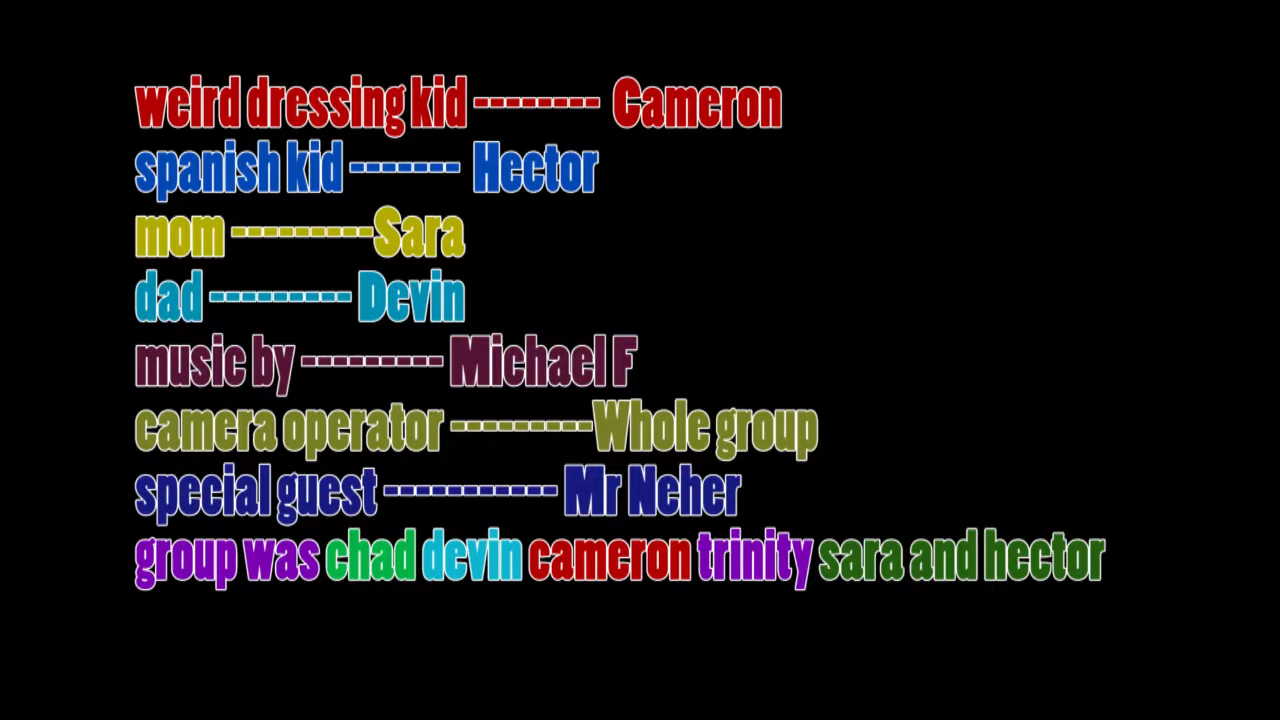 weird dressing kid -------- Cameron
spanish kid ------- Hector
mom ---------Sara
dad --------- Devin
music by --------- Michael F
camera operator ---------Whole group
special guest ----------- Mr Neher
group was chad devin cameron trinity sara and hector